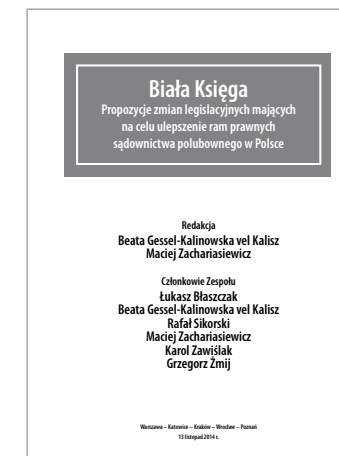 Biała Księga
Propozycje zmian legislacyjnych mających
na celu ulepszenie ram prawnych
sądownictwa polubownego w Polsce
Redakcja
Beata Gessel-Kalinowska vel Kalisz
Maciej Zachariasiewicz
Członkowie Zespołu
Łukasz Błaszczak
Beata Gessel-Kalinowska vel Kalisz
Rafał Sikorski
Maciej Zachariasiewicz
Karol Zawiślak
Grzegorz Żmij
Warszawa – Katowice – Kraków – Wrocław – Poznań
13 listopad 2014 r.